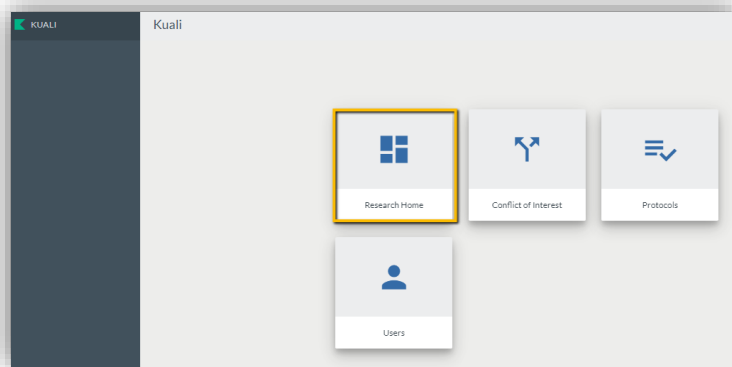 KUALI
Kuali
Research Home
Conflict of Interest
Protocols
Users